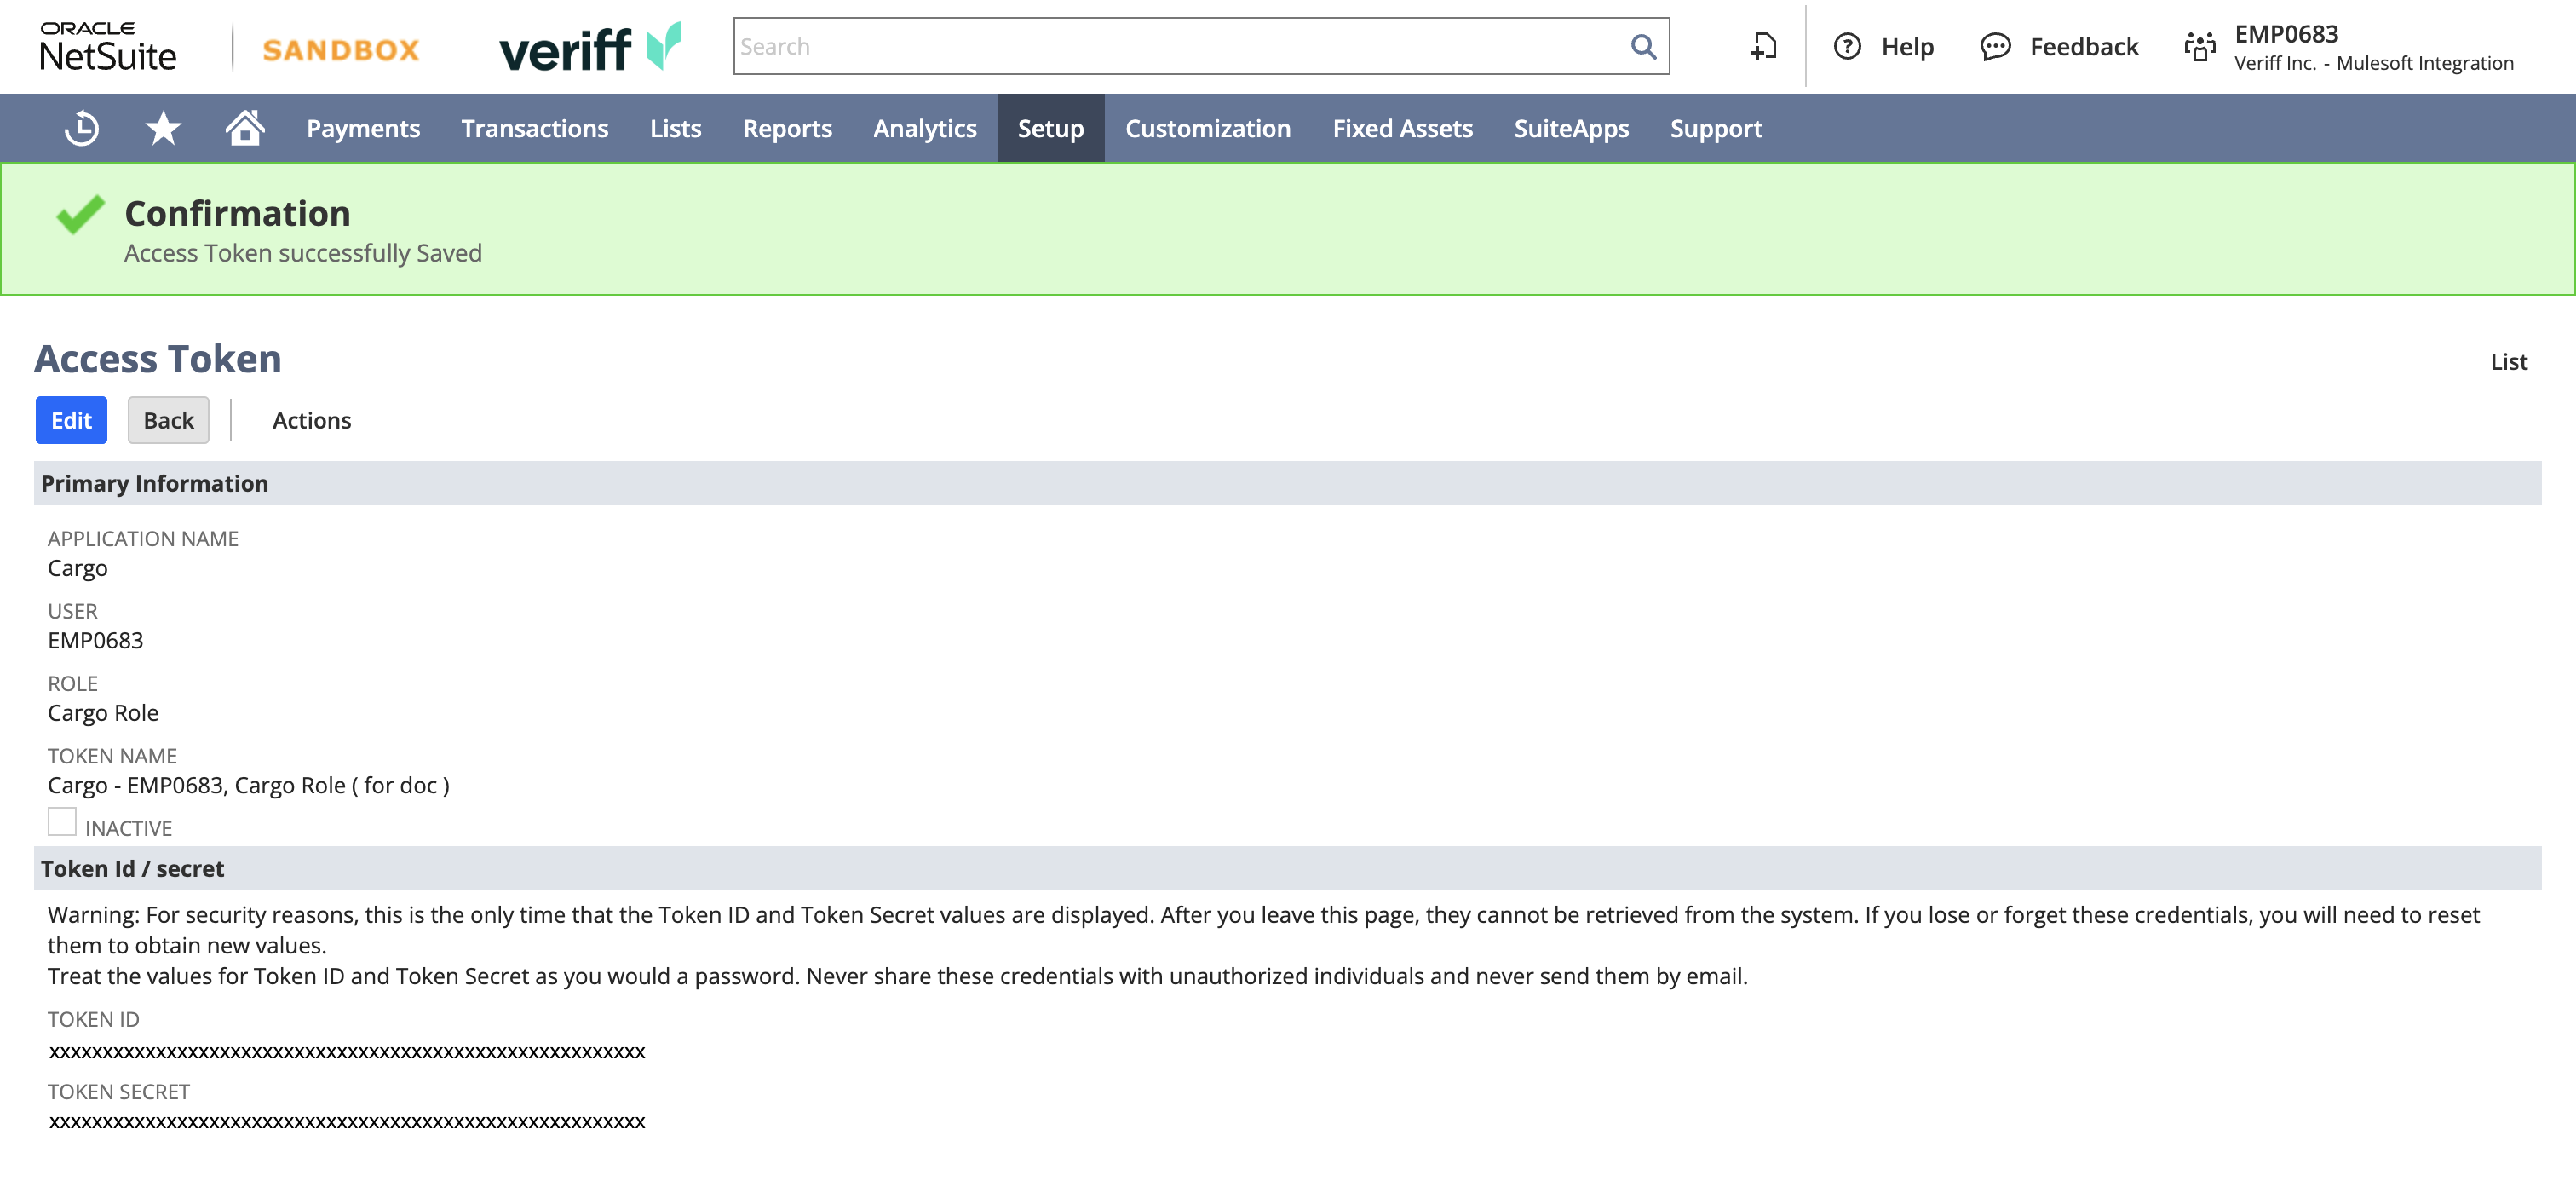 ORACLE
NetSuite
SANDBOX
veriff
Search
Help
Feedback
EMP0683
Veriff Inc. - Mulesoft Integration
Payments
Transactions
Lists
Reports
Analytics
Setup
Customization
Fixed Assets
SuiteApps
Support
Confirmation
Access Token successfully Saved
Access Token
List
Edit
Back
Actions
Primary Information
APPLICATION NAME
Cargo
USER
EMP0683
ROLE
Cargo Role
TOKEN NAME
Cargo - EMP0683, Cargo Role ( for doc )
INACTIVE
Token Id / secret
Warning: For security reasons, this is the only time that the Token ID and Token Secret values are displayed. After you leave this page, they cannot be retrieved from the system. If you lose or forget these credentials, you will need to reset
them to obtain new values.
Treat the values for Token ID and Token Secret as you would a password. Never share these credentials with unauthorized individuals and never send them by email.
TOKEN ID
xxxxxxxxxxxxxxxxxxxxxxxxxxxxxxxxxxxxxxxxxxxxxxxxxxxxxxxx
TOKEN SECRET
xxxxxxxxxxxxxxxxxxxxxxxxxxxxxxxxxxxxxxxxxxxxxxxxxxxxxxxx